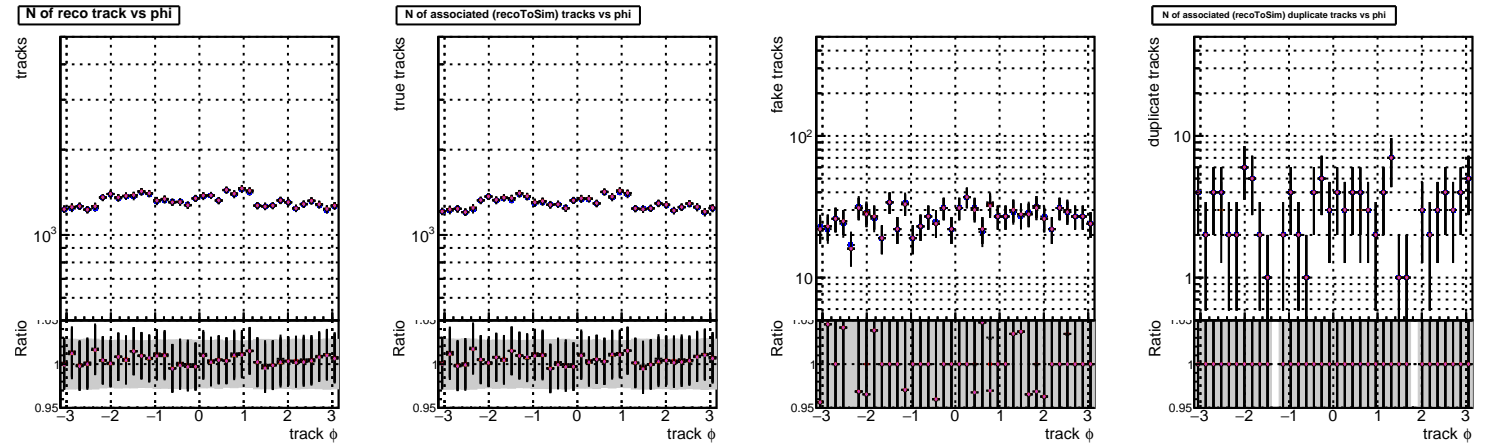 N of reco track vs phi
tracks
10³
Ratio
1
0.95
−3 −2 −1 0 1 2 3
track ϕ
N of associated (recoToSim) tracks vs phi
true tracks
10³
Ratio
1
0.95
−3 −2 −1 0 1 2 3
track ϕ
fake tracks
10²
10
Ratio
1
0.95
−3 −2 −1 0 1 2 3
track ϕ
N of associated (recoToSim) duplicate tracks vs phi
duplicate tracks
10
1
Ratio
1
0.95
−3 −2 −1 0 1 2 3
track ϕ